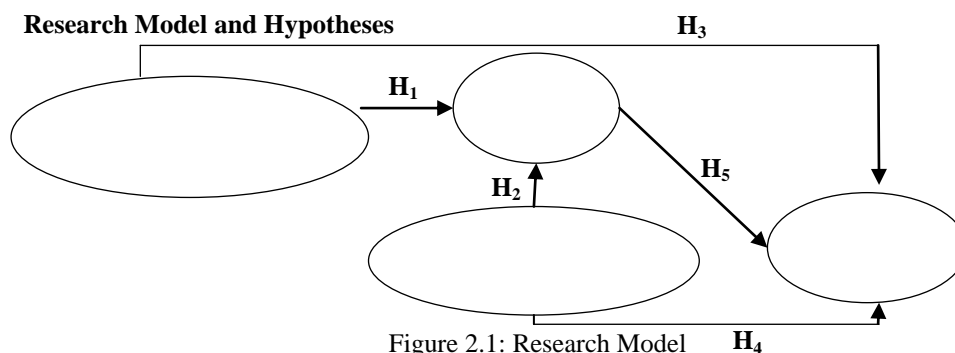 Research Model and Hypotheses
H₃
H₁
H₅
H₂
Figure 2.1: Research Model
H₄